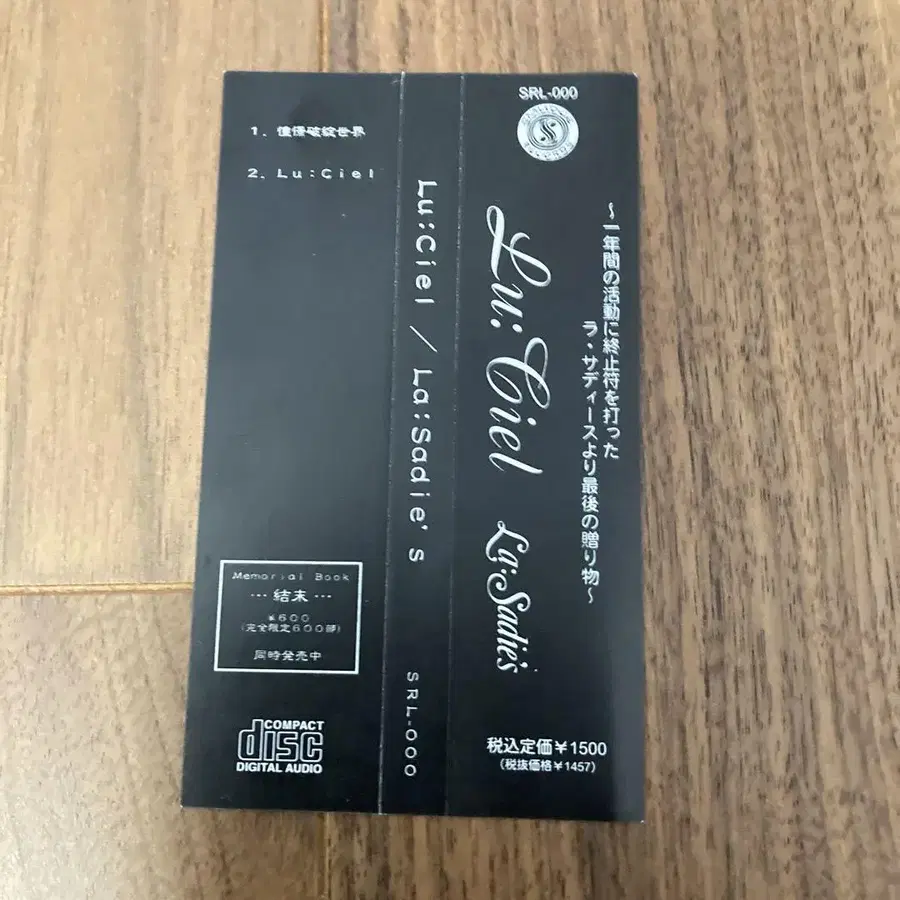 1. 憧憬破綻世界
2. Lu:Ciel
Memorial Book
--- 結末 ---
¥600
(完全限定600部)
同時発売中
COMPACT
disc
DIGITAL AUDIO
Lu:Ciel / La:Sadie's
SRL-000
SRL-000
S
Lu:Ciel
La:Sadie's
〜一年間の活動に終止符を打った
ラ・サディースより最後の贈り物〜
税込定価¥1500
(税抜価格¥1457)